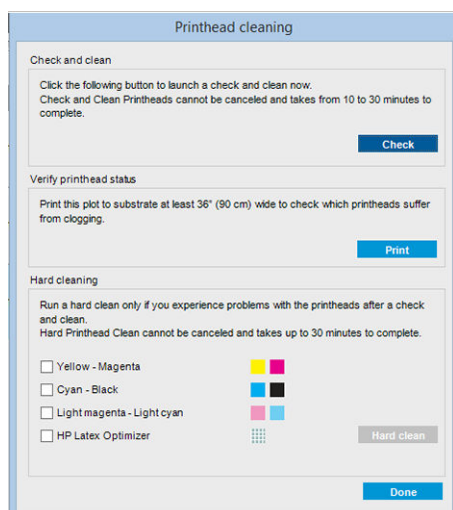 Printhead cleaning
Check and clean
Click the following button to launch a check and clean now.
Check and Clean Printheads cannot be canceled and takes from 10 to 30 minutes to
complete.
Check
Verify printhead status
Print this plot to substrate at least 36" (90 cm) wide to check which printheads suffer
from clogging.
Print
Hard cleaning
Run a hard clean only if you experience problems with the printheads after a check
and clean.
Hard Printhead Clean cannot be canceled and takes up to 30 minutes to complete.
Yellow - Magenta
Cyan - Black
Light magenta - Light cyan
HP Latex Optimizer
Hard clean
Done